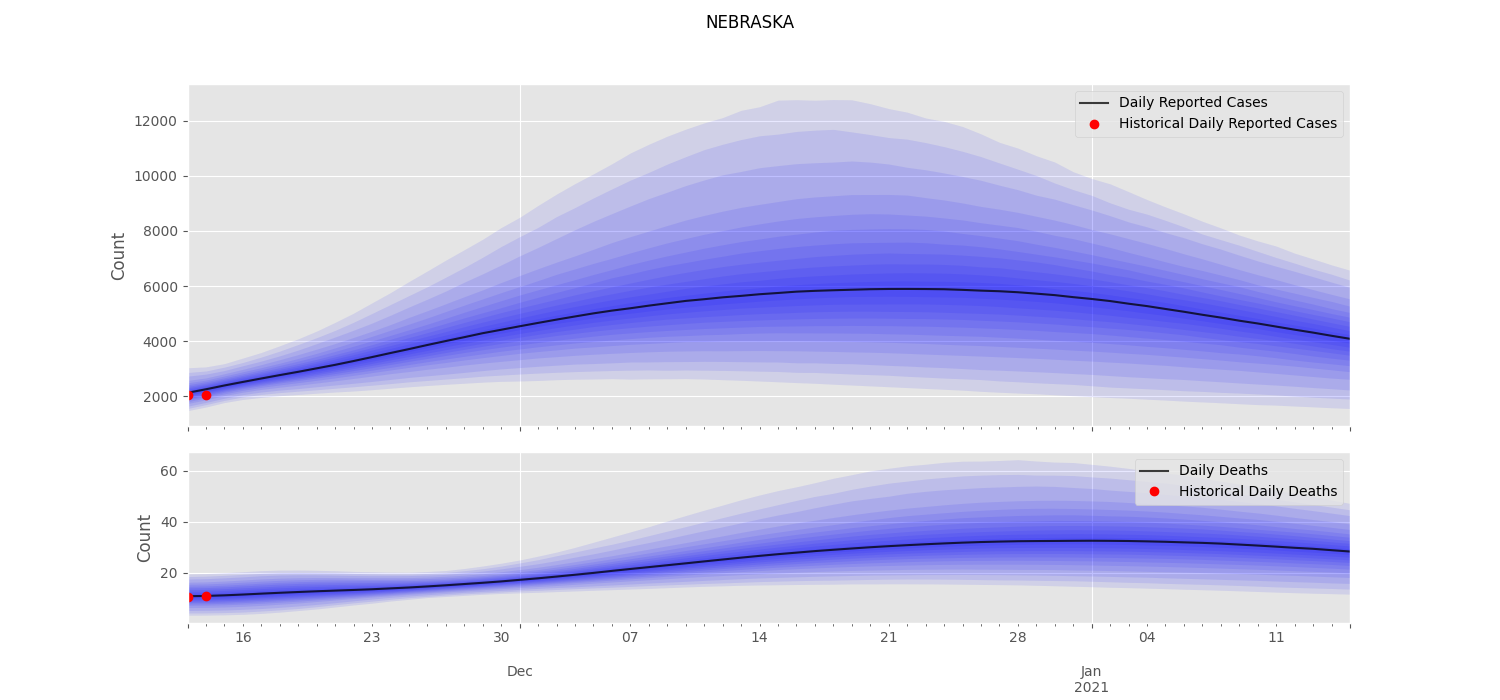 NEBRASKA
Daily Reported Cases
Historical Daily Reported Cases
Count
12000
10000
8000
6000
4000
2000
Daily Deaths
Historical Daily Deaths
Count
60
40
20
16 23 30 07 14 21 28 04 11
Dec Jan
2021